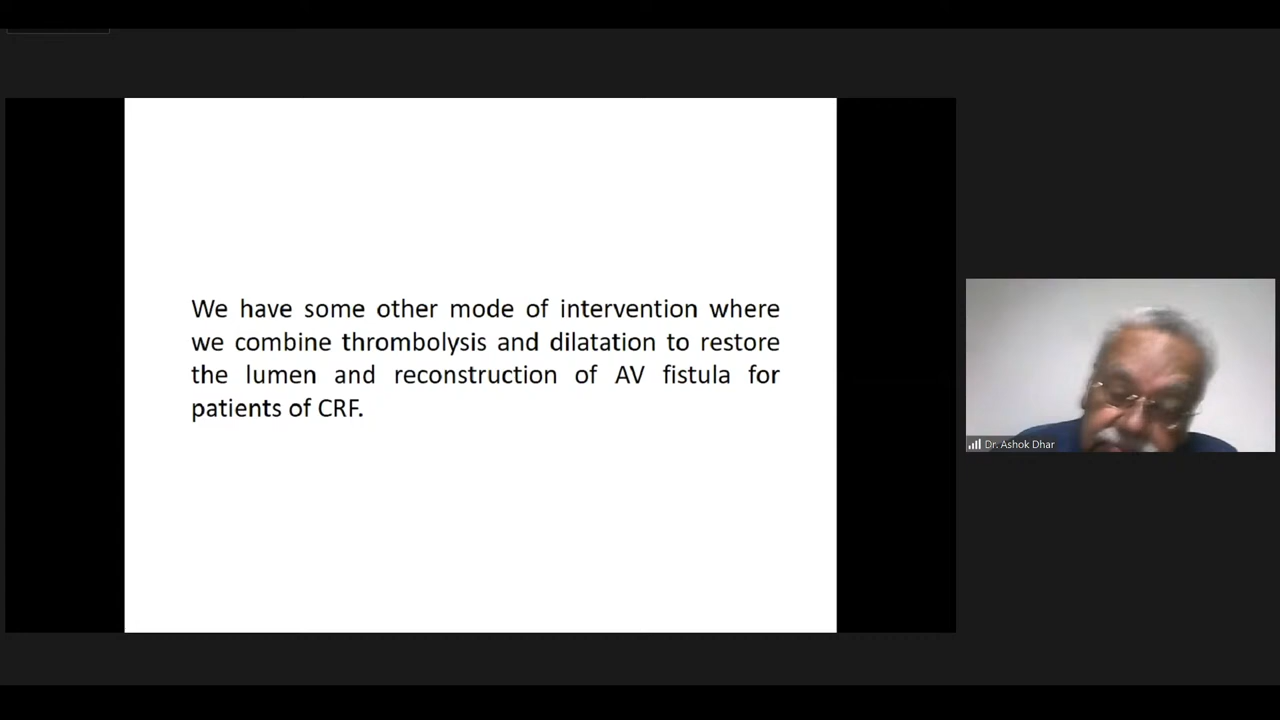 We have some other mode of intervention where
we combine thrombolysis and dilatation to restore
the lumen and reconstruction of AV fistula for
patients of CRF.
Dr. Ashok Dhar